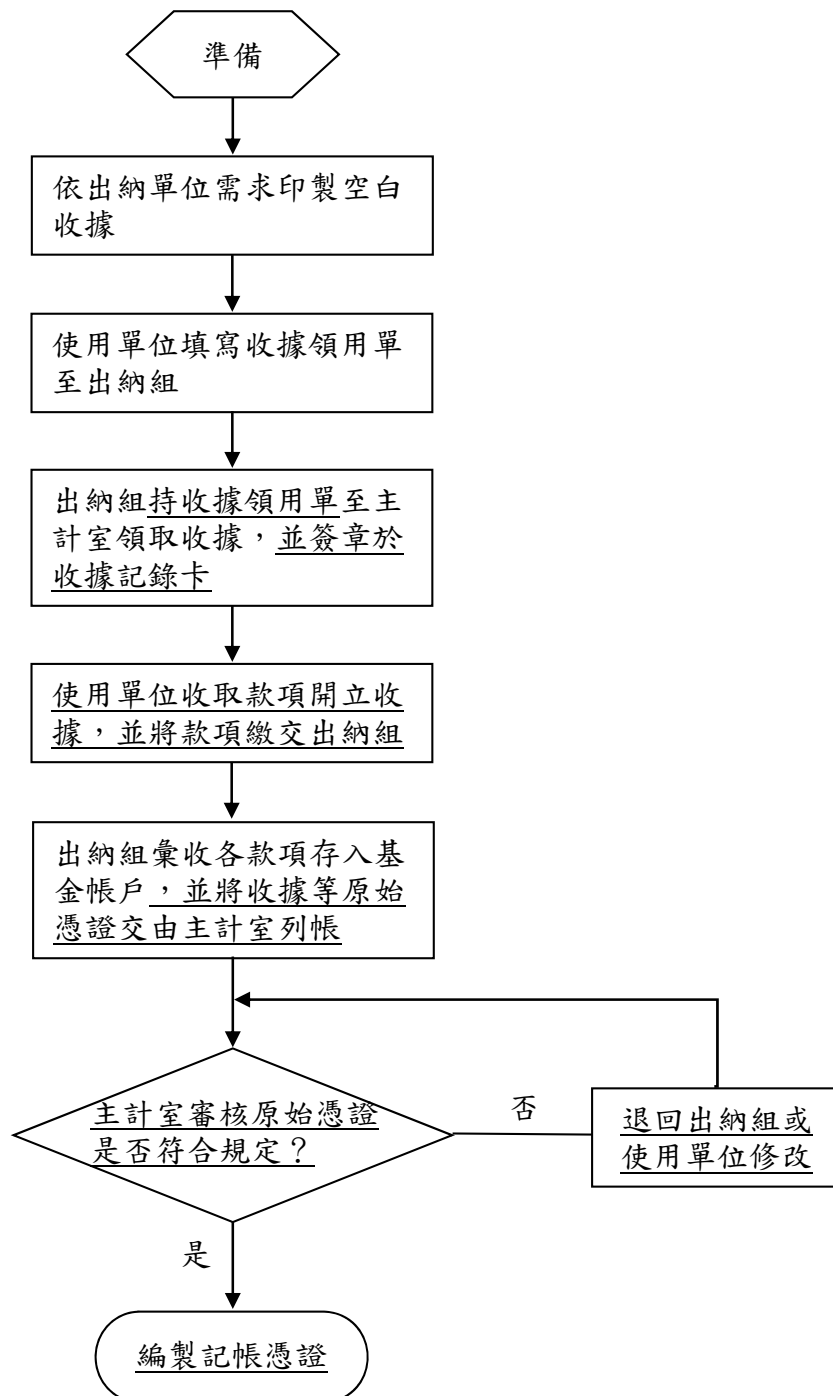 準備
依出納單位需求印製空白
收據
使用單位填寫收據領用單
至出納組
出納組持收據領用單至主
計室領取收據，並簽章於
收據記錄卡
使用單位收取款項開立收
據，並將款項繳交出納組
出納組彙收各款項存入基
金帳戶，並將收據等原始
憑證交由主計室列帳
主計室審核原始憑證
是否符合規定？
否
退回出納組或
使用單位修改
是
編製記帳憑證